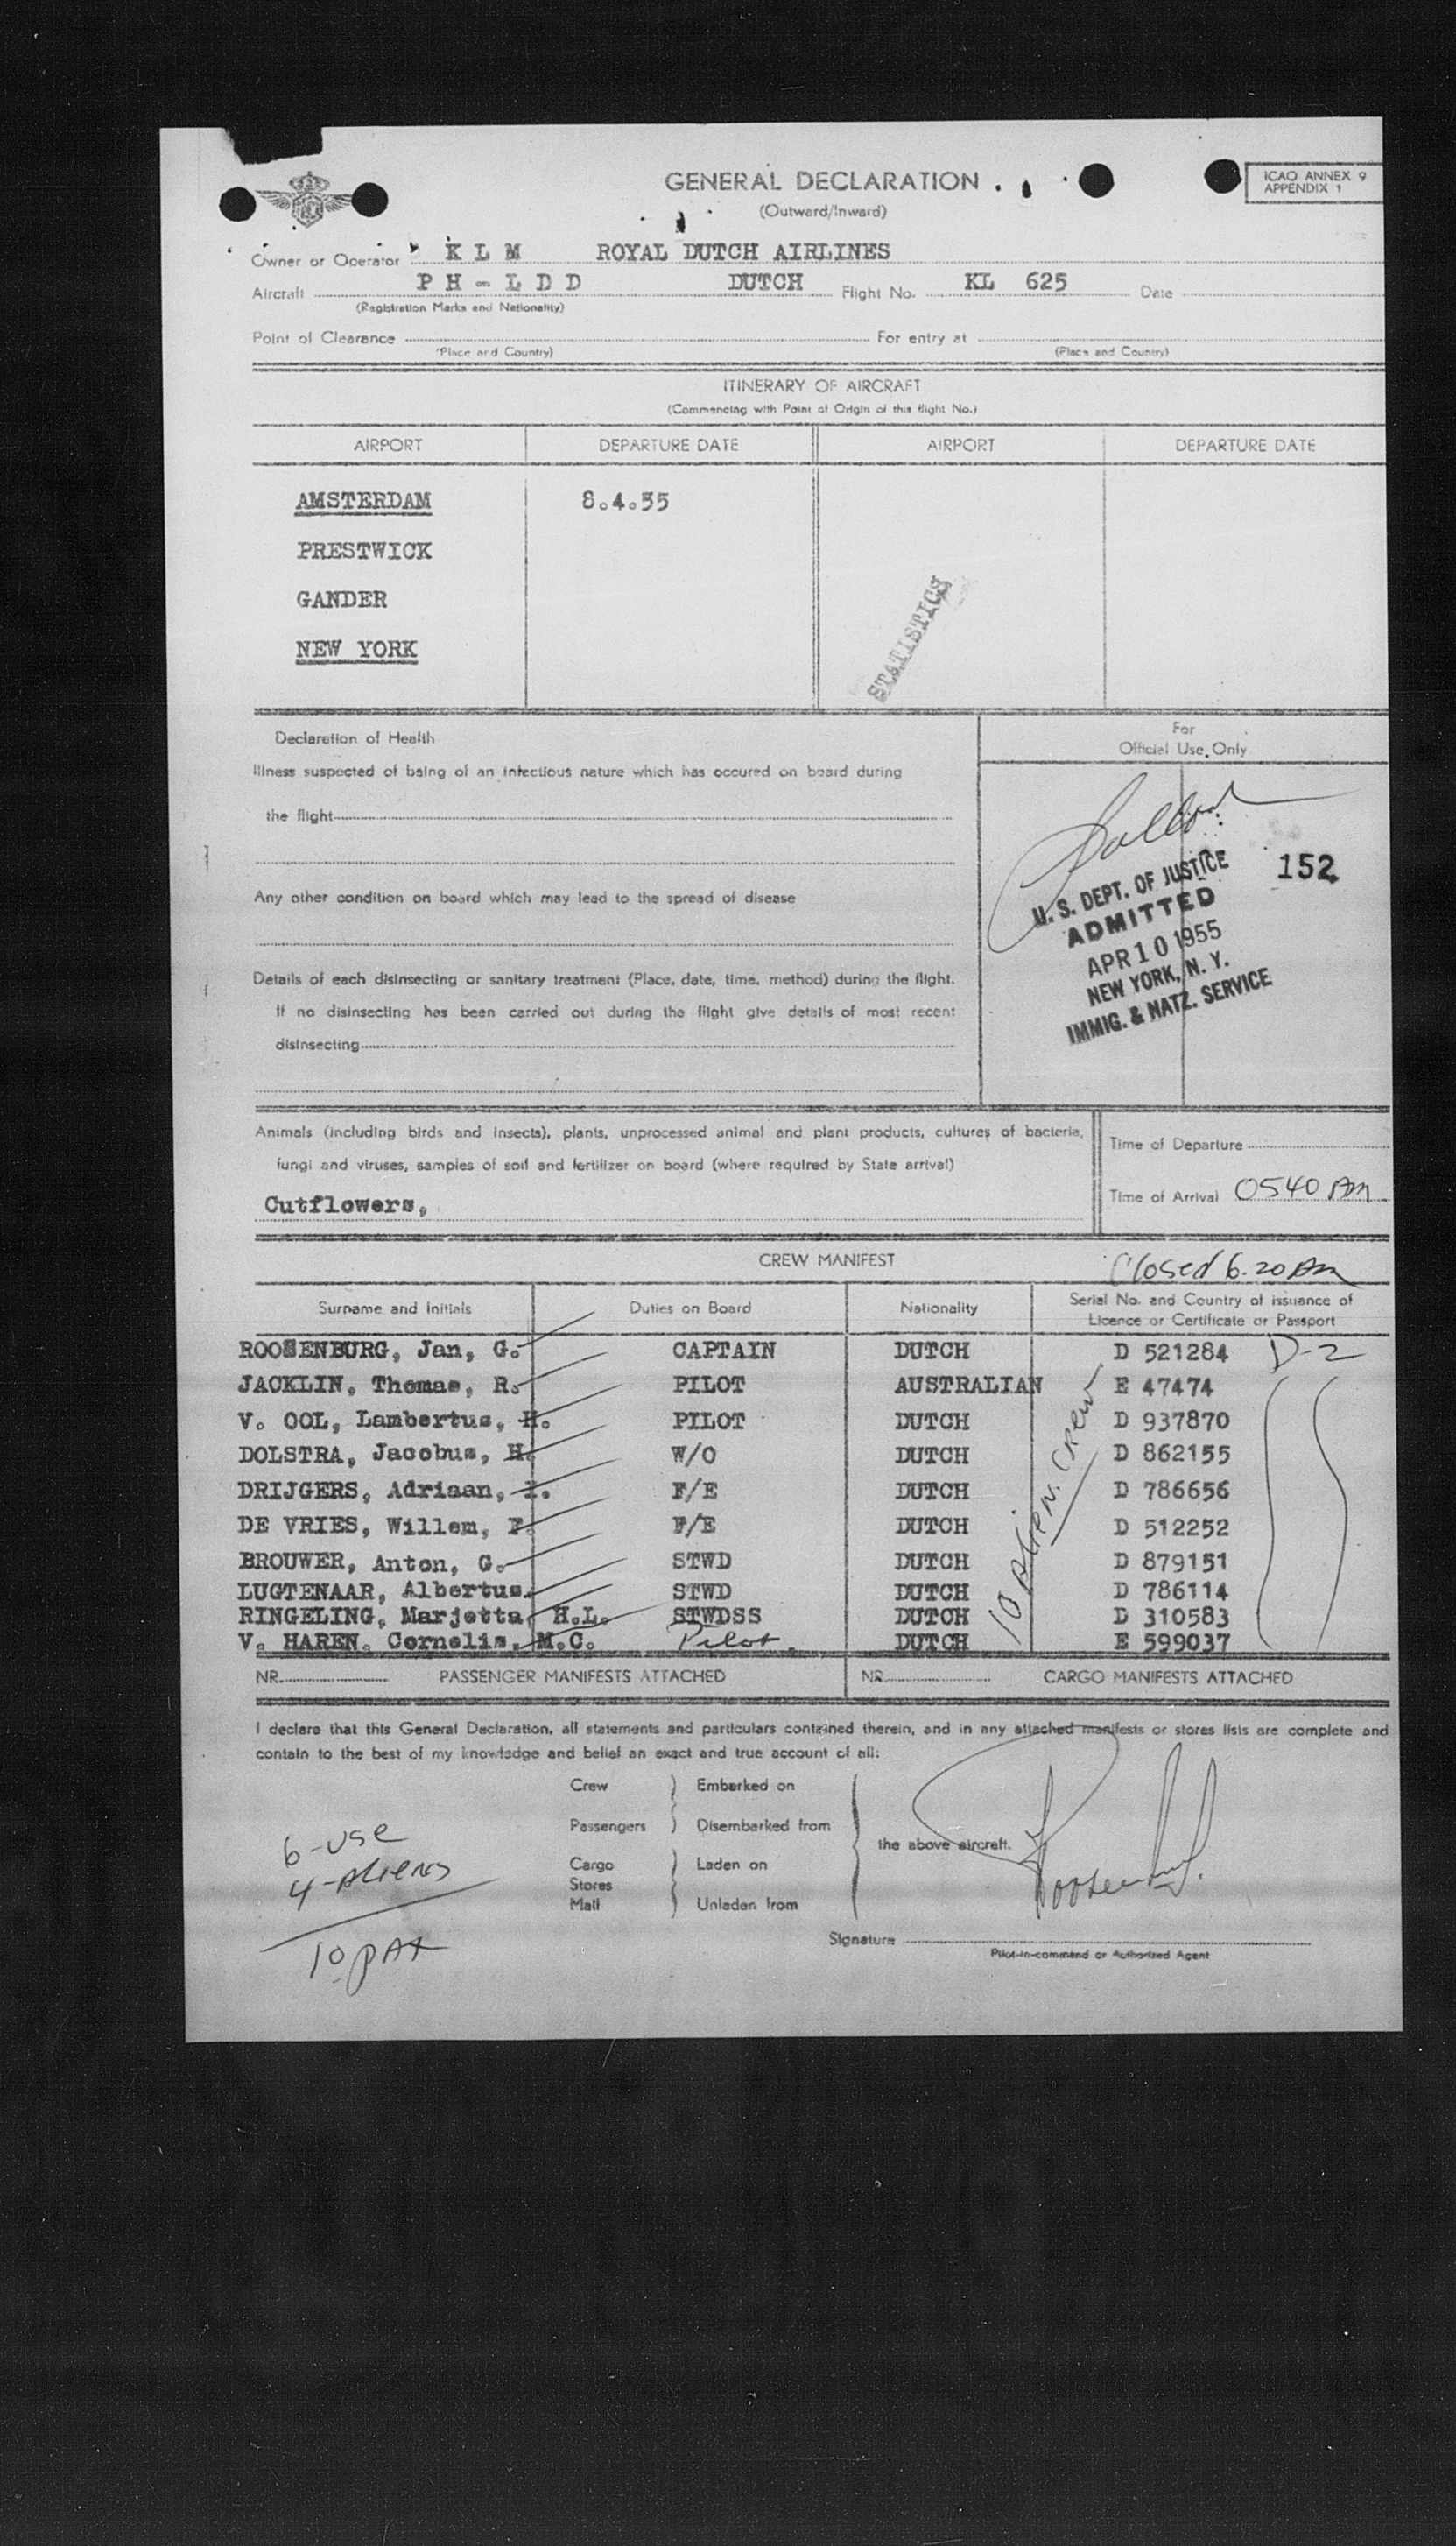 GENERAL DECLARATION
(Outward/Inward)
ICAO ANNEX 9
APPENDIX 1
Owner or Operator K L M ROYAL DUTCH AIRLINES
Aircraft PH - L D D DUTCH Flight No. KL 625 Date
(Registration Marks and Nationality)
Point of Clearance For entry at
(Place and Country) (Place and Country)
ITINERARY OF AIRCRAFT
(Commencing with Point of Origin of this flight No.)
AIRPORT DEPARTURE DATE AIRPORT DEPARTURE DATE
AMSTERDAM 8.4.55
PRESTWICK
GANDER
NEW YORK
STATISTICS
Declaration of Health
For
Official Use Only
Illness suspected of being of an infectious nature which has occured on board during
the flight
152
Any other condition on board which may lead to the spread of disease
U. S. DEPT. OF JUSTICE
ADMITTED
APR 10 1955
NEW YORK, N. Y.
IMMIG. & NATZ. SERVICE
Details of each disinsecting or sanitary treatment (Place, date, time, method) during the flight.
If no disinsecting has been carried out during the flight give details of most recent
disinsecting
Animals (including birds and insects), plants, unprocessed animal and plant products, cultures of bacteria,
fungi and viruses, samples of soil and fertilizer on board (where required by State arrival)
Cutflowers,
Time of Departure
Time of Arrival 0540 AM
CREW MANIFEST
Closed 6.20 AM
Surname and Initials Duties on Board Nationality Serial No. and Country of issuance of
Licence or Certificate or Passport
ROOSENBURG, Jan, G. CAPTAIN DUTCH D 521284 D-2
JACKLIN, Thomas, R. PILOT AUSTRALIAN E 47474
V. OOL, Lambertus, H. PILOT DUTCH D 937870
DOLSTRA, Jacobus, H. W/O DUTCH D 862155
DRIJGERS, Adriaan, I. F/E DUTCH D 786656
DE VRIES, Willem, F. F/E DUTCH D 512252
BROUWER, Anton, G. STWD DUTCH D 879151
LUGTENAAR, Albertus. STWD DUTCH D 786114
RINGELING, Marjetta, H.L. STWDSS DUTCH D 310583
V. HAREN. Cornelis, M.C. Pilot. DUTCH E 599037
10 Alien. Crew
NR. PASSENGER MANIFESTS ATTACHED NR. CARGO MANIFESTS ATTACHED
I declare that this General Declaration, all statements and particulars contained therein, and in any attached manifests or stores lists are complete and
contain to the best of my knowledge and belief an exact and true account of all:
Crew Embarked on
Passengers Disembarked from
the above aircraft.
Cargo Laden on
Stores
Mail Unladen from
6-USC
4-Aliens
10 PAX
Signature
Pilot-in-command or Authorized Agent